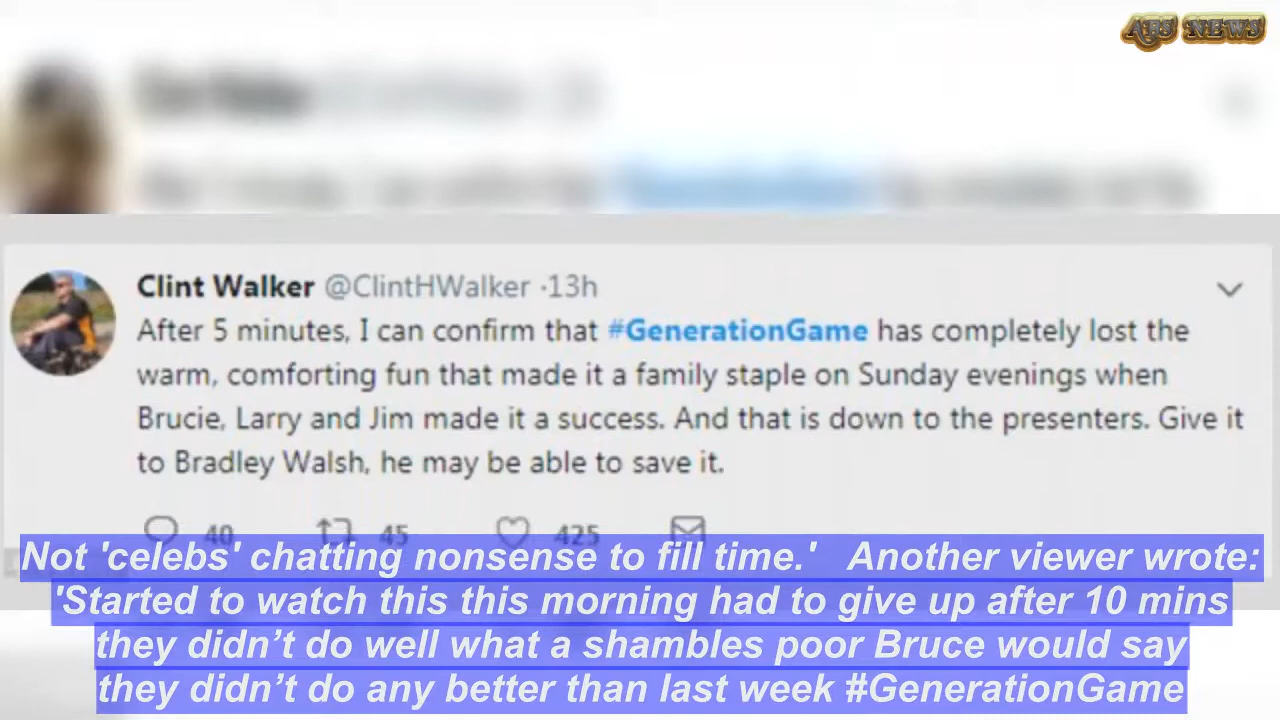 ABS NEWS
Clint Walker @ClintHWalker ·13h
After 5 minutes, I can confirm that #GenerationGame has completely lost the
warm, comforting fun that made it a family staple on Sunday evenings when
Brucie, Larry and Jim made it a success. And that is down to the presenters. Give it
to Bradley Walsh, he may be able to save it.
40 45 425
Not 'celebs' chatting nonsense to fill time.' Another viewer wrote:
'Started to watch this this morning had to give up after 10 mins
they didn’t do well what a shambles poor Bruce would say
they didn’t do any better than last week #GenerationGame